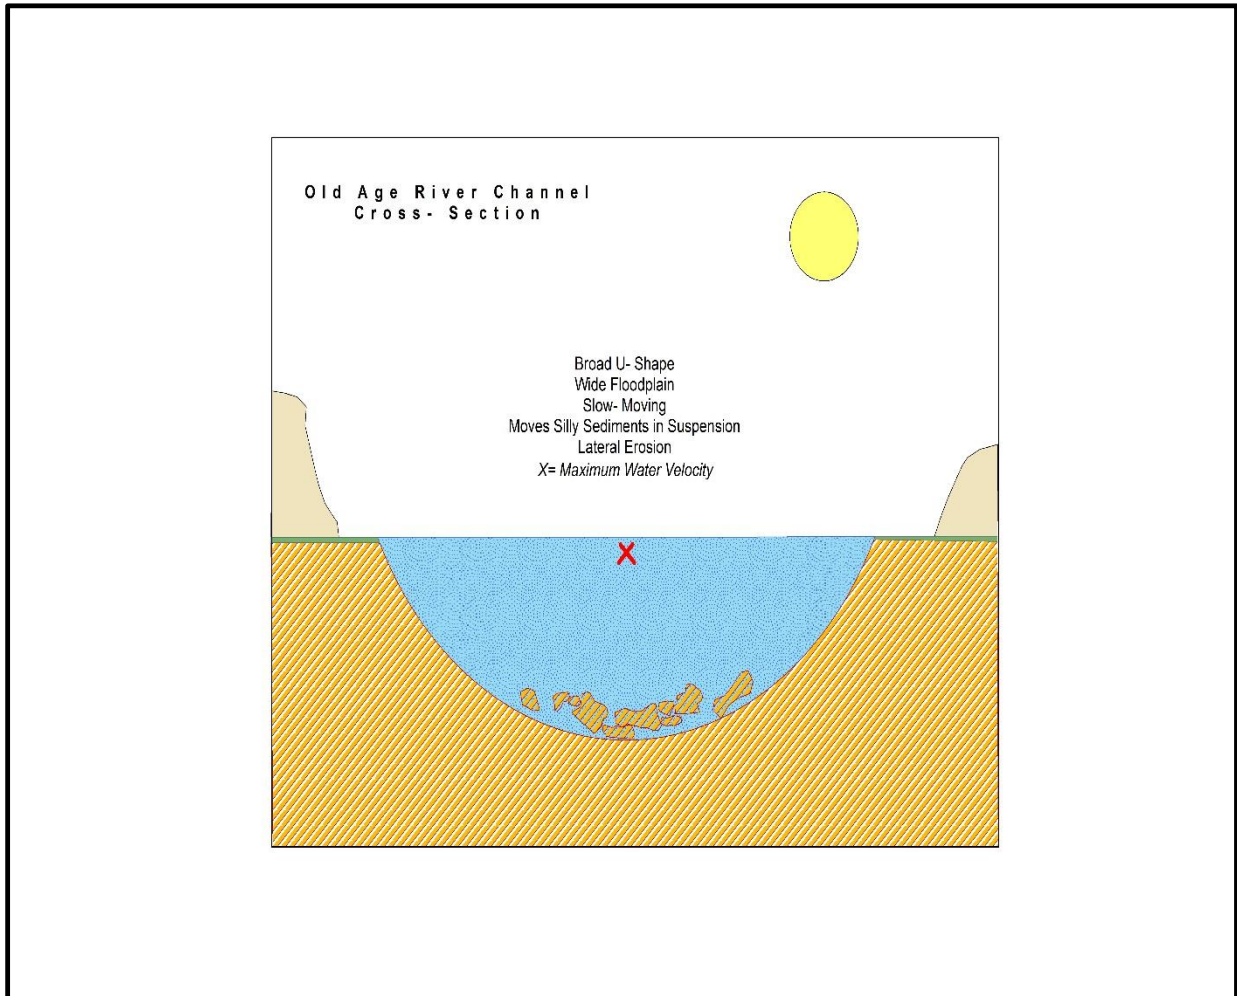 Old Age River Channel
Cross- Section
Broad U- Shape
Wide Floodplain
Slow- Moving
Moves Silly Sediments in Suspension
Lateral Erosion
X= Maximum Water Velocity
X